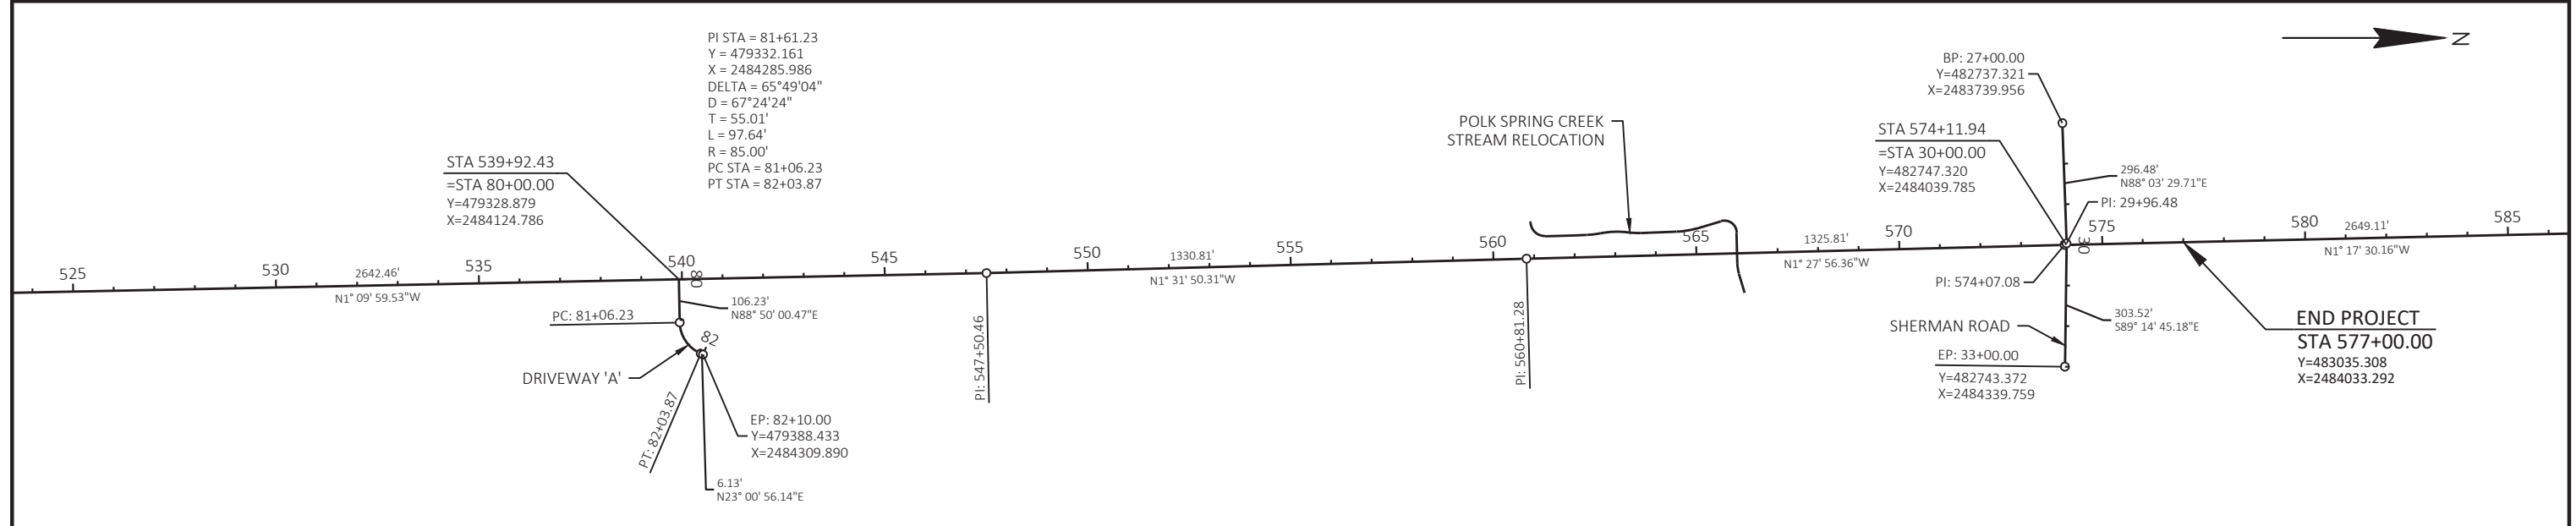 PI STA = 81+61.23
Y = 479332.161
X = 2484285.986
DELTA = 65°49'04"
D = 67°24'24"
T = 55.01'
L = 97.64'
R = 85.00'
PC STA = 81+06.23
PT STA = 82+03.87
N
BP: 27+00.00
Y=482737.321
X=2483739.956
POLK SPRING CREEK
STREAM RELOCATION
STA 574+11.94
=STA 30+00.00
Y=482747.320
X=2484039.785
STA 539+92.43
=STA 80+00.00
Y=479328.879
X=2484124.786
296.48'
N88° 03' 29.71"E
PI: 29+96.48
525
530
535
540
545
550
555
560
565
570
575
580
585
80
30
2642.46'
N1° 09' 59.53"W
1330.81'
N1° 31' 50.31"W
1325.81'
N1° 27' 56.36"W
2649.11'
N1° 17' 30.16"W
106.23'
N88° 50' 00.47"E
PC: 81+06.23
82
DRIVEWAY 'A'
PT: 82+03.87
EP: 82+10.00
Y=479388.433
X=2484309.890
6.13'
N23° 00' 56.14"E
PI: 547+50.46
PI: 560+81.28
PI: 574+07.08
303.52'
S89° 14' 45.18"E
SHERMAN ROAD
EP: 33+00.00
Y=482743.372
X=2484339.759
END PROJECT
STA 577+00.00
Y=483035.308
X=2484033.292